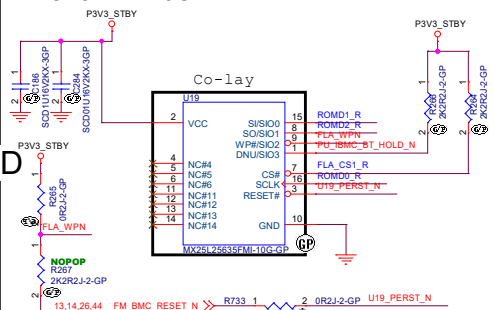 P3V3_STBY
P3V3_STBY
Co-lay
U19
C186
SCD1U16V2KX-3GP
C284
SCD01U16V2KX-3GP
2 VCC
SI/SIO0 15 ROMD1_R
SO/SIO1 8 ROMD2_R
WP#/SIO2 9 FLA_WPN
DNU/SIO3 1 PU_IBMC_BT_HOLD_N
CS# 7 FLA_CS1_R
SCLK 16 ROMD0_R
RESET# 3 U19_PERST_N
GND 10
4 NC#4
5 NC#5
6 NC#6
11 NC#11
12 NC#12
13 NC#13
14 NC#14
MX25L25635FMI-10G-GP
GP
2K2R2J-2-GP
R264
2K2R2J-2-GP
D
P3V3_STBY
R265
0R2J-2-GP
FLA_WPN
NOPOP
R267
2K2R2J-2-GP
13,14,26,44 FM_BMC_RESET_N R733 1 2 0R2J-2-GP U19_PERST_N